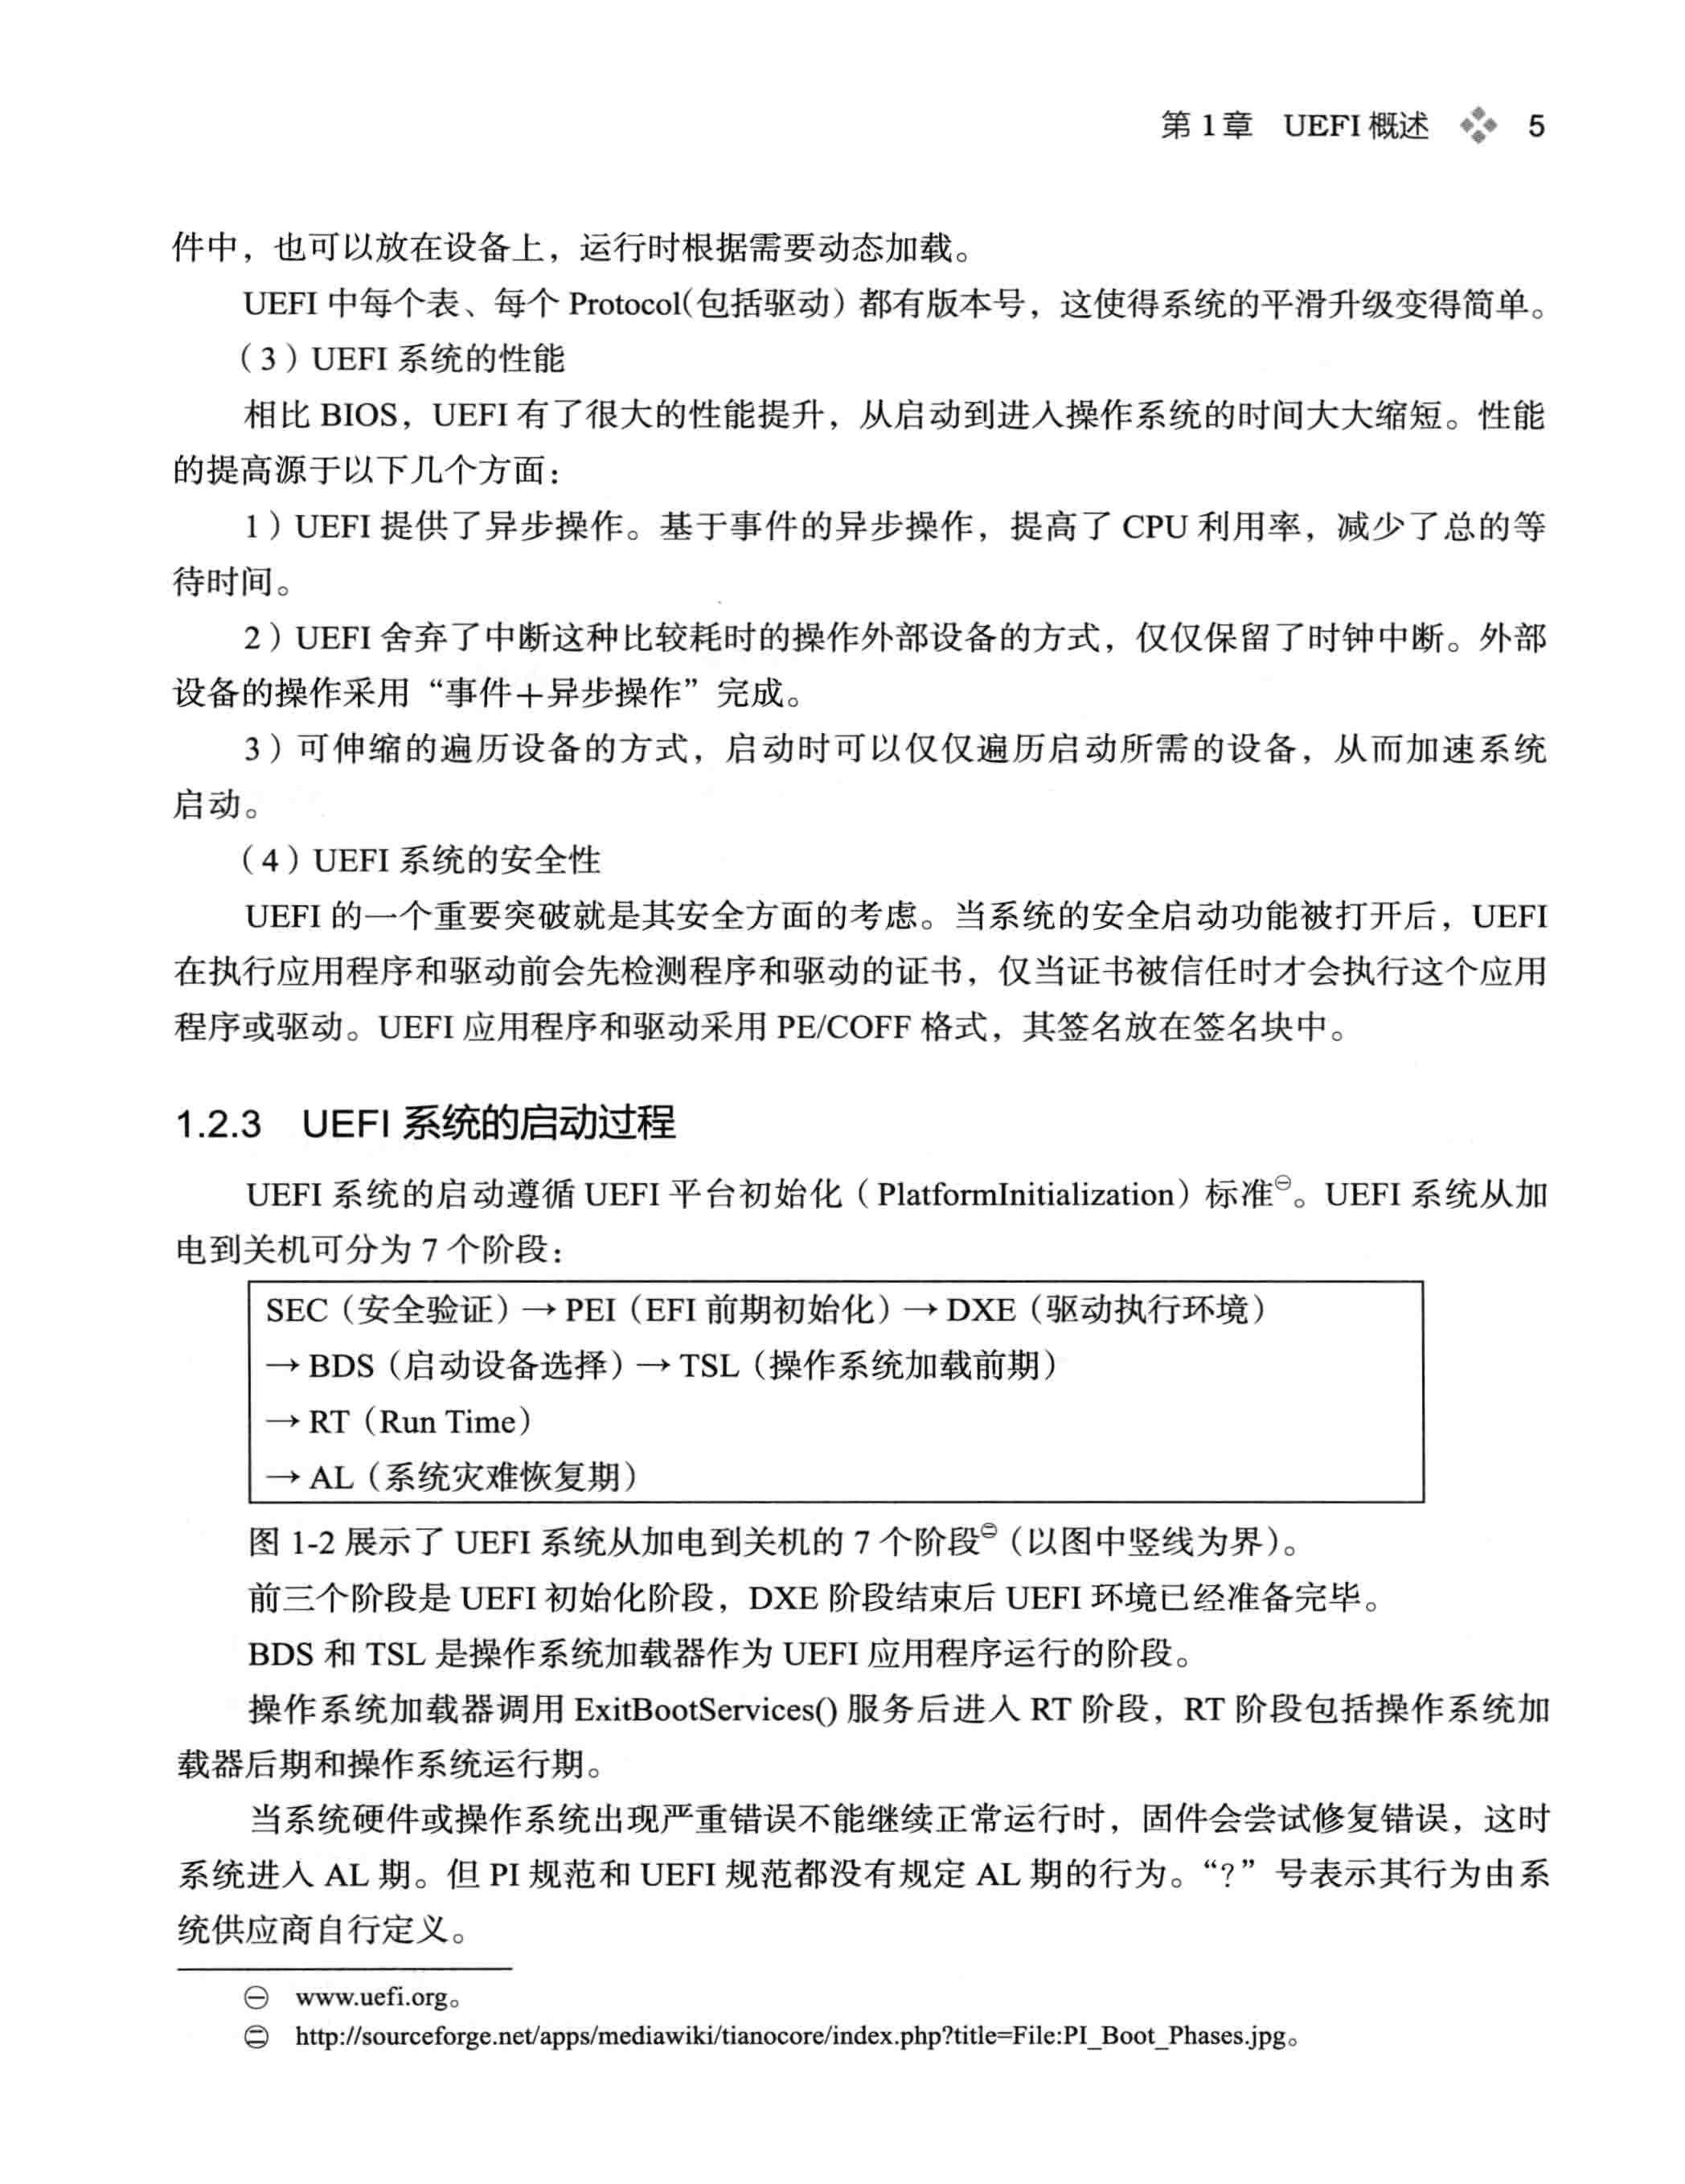 第 1 章 UEFI 概述 5
件中，也可以放在设备上，运行时根据需要动态加载。
UEFI 中每个表、每个 Protocol(包括驱动）都有版本号，这使得系统的平滑升级变得简单。
（3）UEFI 系统的性能
相比 BIOS，UEFI 有了很大的性能提升，从启动到进入操作系统的时间大大缩短。性能
的提高源于以下几个方面：
1）UEFI 提供了异步操作。基于事件的异步操作，提高了 CPU 利用率，减少了总的等
待时间。
2）UEFI 舍弃了中断这种比较耗时的操作外部设备的方式，仅仅保留了时钟中断。外部
设备的操作采用“事件＋异步操作”完成。
3）可伸缩的遍历设备的方式，启动时可以仅仅遍历启动所需的设备，从而加速系统
启动。
（4）UEFI 系统的安全性
UEFI 的一个重要突破就是其安全方面的考虑。当系统的安全启动功能被打开后，UEFI
在执行应用程序和驱动前会先检测程序和驱动的证书，仅当证书被信任时才会执行这个应用
程序或驱动。UEFI 应用程序和驱动采用 PE/COFF 格式，其签名放在签名块中。
1.2.3 UEFI 系统的启动过程
UEFI 系统的启动遵循 UEFI 平台初始化（PlatformInitialization）标准㊀。UEFI 系统从加
电到关机可分为 7 个阶段：
SEC（安全验证）→ PEI（EFI 前期初始化）→ DXE（驱动执行环境）
→ BDS（启动设备选择）→ TSL（操作系统加载前期）
→ RT（Run Time）
→ AL（系统灾难恢复期）
图 1-2 展示了 UEFI 系统从加电到关机的 7 个阶段㊁（以图中竖线为界）。
前三个阶段是 UEFI 初始化阶段，DXE 阶段结束后 UEFI 环境已经准备完毕。
BDS 和 TSL 是操作系统加载器作为 UEFI 应用程序运行的阶段。
操作系统加载器调用 ExitBootServices() 服务后进入 RT 阶段，RT 阶段包括操作系统加
载器后期和操作系统运行期。
当系统硬件或操作系统出现严重错误不能继续正常运行时，固件会尝试修复错误，这时
系统进入 AL 期。但 PI 规范和 UEFI 规范都没有规定 AL 期的行为。“?”号表示其行为由系
统供应商自行定义。
㊀ www.uefi.org。
㊁ http://sourceforge.net/apps/mediawiki/tianocore/index.php?title=File:PI_Boot_Phases.jpg。